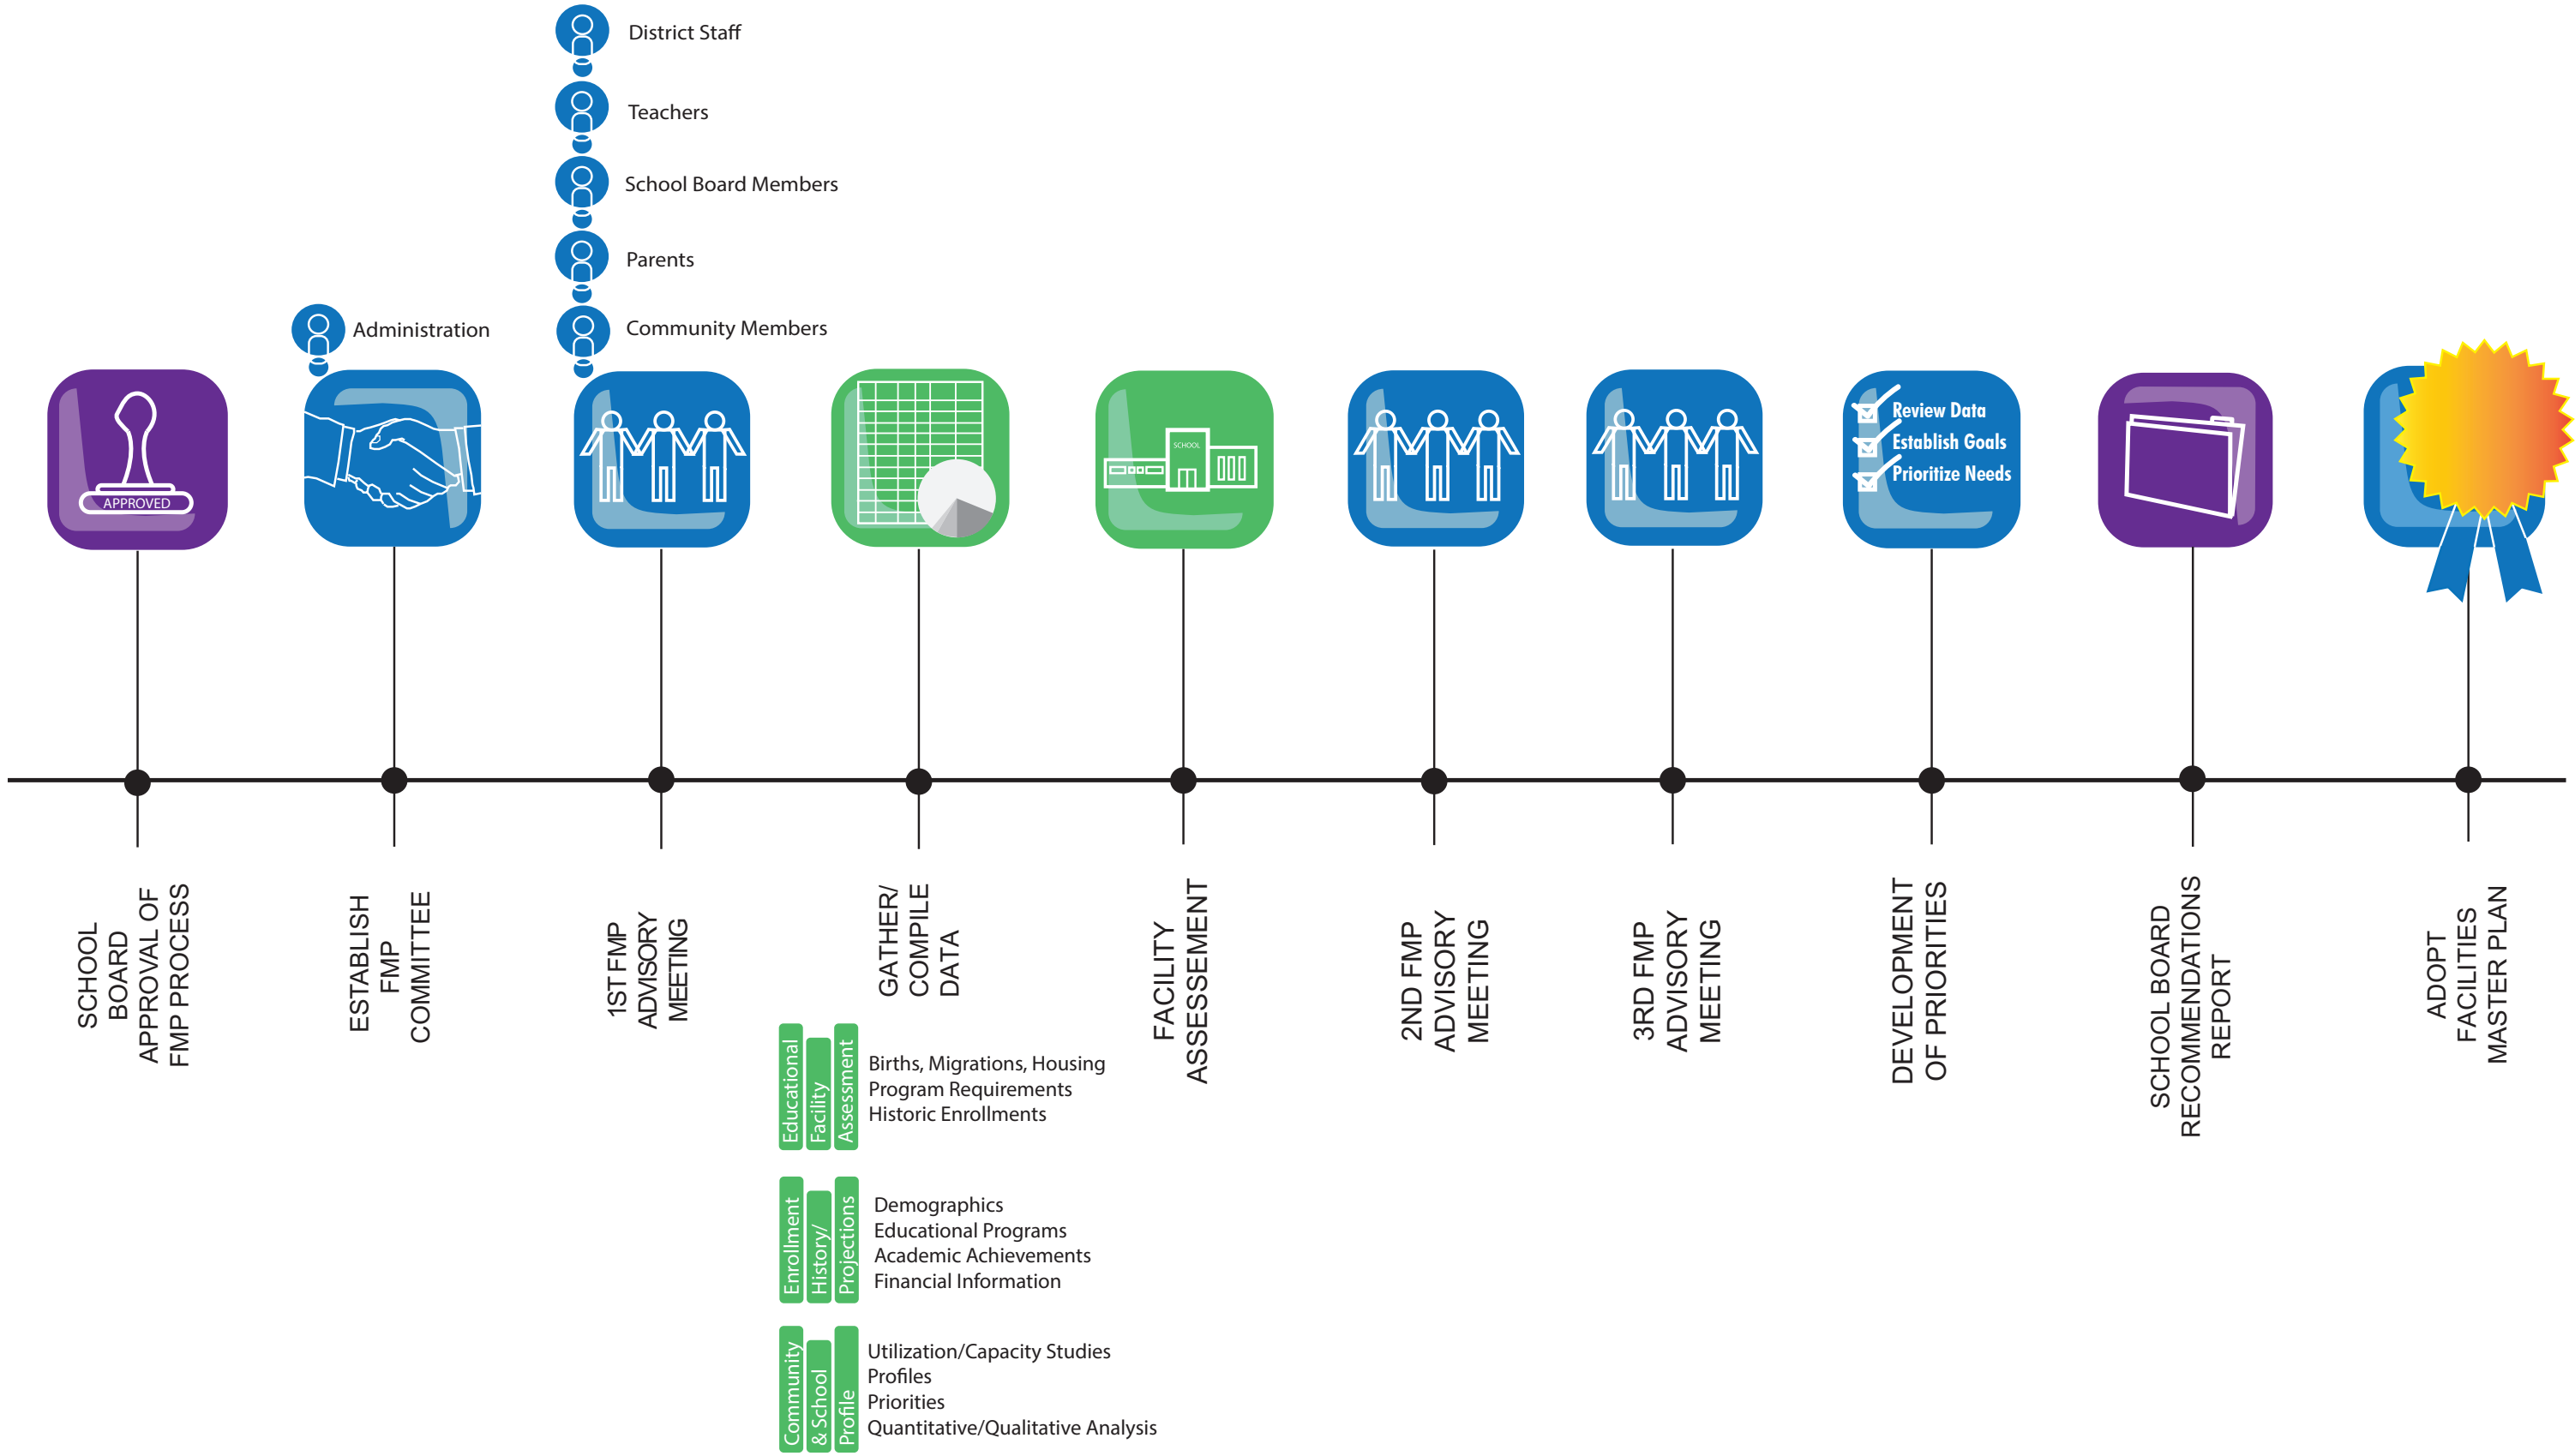 District Staff
Teachers
School Board Members
Parents
Community Members
Administration
APPROVED
SCHOOL
Review Data
Establish Goals
Prioritize Needs
SCHOOL
BOARD
APPROVAL OF
FMP PROCESS
ESTABLISH
FMP
COMMITTEE
1ST FMP
ADVISORY
MEETING
GATHER/
COMPILE
DATA
FACILITY
ASSESSEMENT
2ND FMP
ADVISORY
MEETING
3RD FMP
ADVISORY
MEETING
DEVELOPMENT
OF PRIORITIES
SCHOOL BOARD
RECOMMENDATIONS
REPORT
ADOPT
FACILITIES
MASTER PLAN
Educational
Facility
Assessment
Births, Migrations, Housing
Program Requirements
Historic Enrollments
Enrollment
History/
Projections
Demographics
Educational Programs
Academic Achievements
Financial Information
Community
& School
Profile
Utilization/Capacity Studies
Profiles
Priorities
Quantitative/Qualitative Analysis